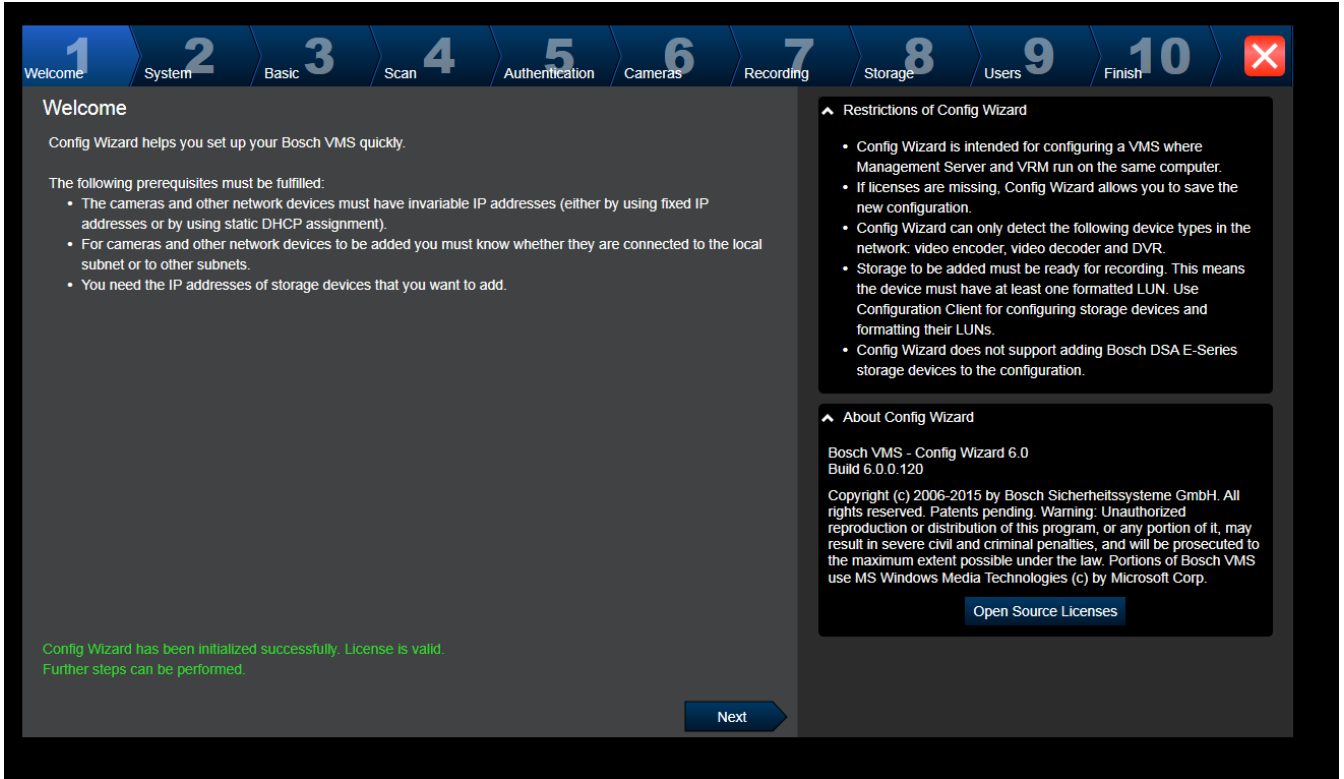 1 Welcome
2 System
3 Basic
4 Scan
5 Authentication
6 Cameras
7 Recording
8 Storage
9 Users
10 Finish
Welcome
Config Wizard helps you set up your Bosch VMS quickly.
The following prerequisites must be fulfilled:
• The cameras and other network devices must have invariable IP addresses (either by using fixed IP
addresses or by using static DHCP assignment).
• For cameras and other network devices to be added you must know whether they are connected to the local
subnet or to other subnets.
• You need the IP addresses of storage devices that you want to add.
Config Wizard has been initialized successfully. License is valid.
Further steps can be performed.
Next
Restrictions of Config Wizard
• Config Wizard is intended for configuring a VMS where
Management Server and VRM run on the same computer.
• If licenses are missing, Config Wizard allows you to save the
new configuration.
• Config Wizard can only detect the following device types in the
network: video encoder, video decoder and DVR.
• Storage to be added must be ready for recording. This means
the device must have at least one formatted LUN. Use
Configuration Client for configuring storage devices and
formatting their LUNs.
• Config Wizard does not support adding Bosch DSA E-Series
storage devices to the configuration.
About Config Wizard
Bosch VMS - Config Wizard 6.0
Build 6.0.0.120
Copyright (c) 2006-2015 by Bosch Sicherheitssysteme GmbH. All
rights reserved. Patents pending. Warning: Unauthorized
reproduction or distribution of this program, or any portion of it, may
result in severe civil and criminal penalties, and will be prosecuted to
the maximum extent possible under the law. Portions of Bosch VMS
use MS Windows Media Technologies (c) by Microsoft Corp.
Open Source Licenses